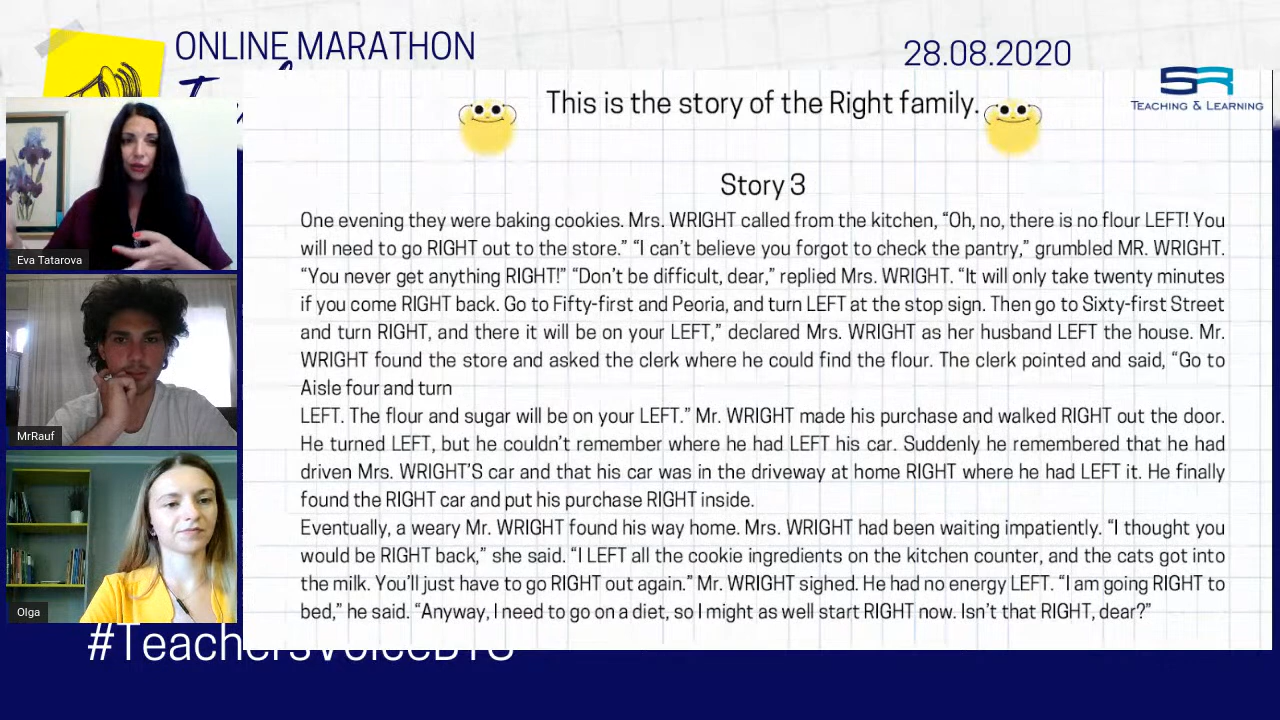 ONLINE MARATHON
28.08.2020
SR
TEACHING & LEARNING
This is the story of the Right family.
Story 3
One evening they were baking cookies. Mrs. WRIGHT called from the kitchen, “Oh, no, there is no flour LEFT! You
will need to go RIGHT out to the store.” “I can’t believe you forgot to check the pantry,” grumbled MR. WRIGHT.
“You never get anything RIGHT!” “Don’t be difficult, dear,” replied Mrs. WRIGHT. “It will only take twenty minutes
if you come RIGHT back. Go to Fifty-first and Peoria, and turn LEFT at the stop sign. Then go to Sixty-first Street
and turn RIGHT, and there it will be on your LEFT,” declared Mrs. WRIGHT as her husband LEFT the house. Mr.
WRIGHT found the store and asked the clerk where he could find the flour. The clerk pointed and said, “Go to
Aisle four and turn
LEFT. The flour and sugar will be on your LEFT.” Mr. WRIGHT made his purchase and walked RIGHT out the door.
He turned LEFT, but he couldn’t remember where he had LEFT his car. Suddenly he remembered that he had
driven Mrs. WRIGHT’S car and that his car was in the driveway at home RIGHT where he had LEFT it. He finally
found the RIGHT car and put his purchase RIGHT inside.
Eventually, a weary Mr. WRIGHT found his way home. Mrs. WRIGHT had been waiting impatiently. “I thought you
would be RIGHT back,” she said. “I LEFT all the cookie ingredients on the kitchen counter, and the cats got into
the milk. You’ll just have to go RIGHT out again.” Mr. WRIGHT sighed. He had no energy LEFT. “I am going RIGHT to
bed,” he said. “Anyway, I need to go on a diet, so I might as well start RIGHT now. Isn’t that RIGHT, dear?”
Eva Tatarova
MrRauf
Olga
#TeachersVoiceBTS